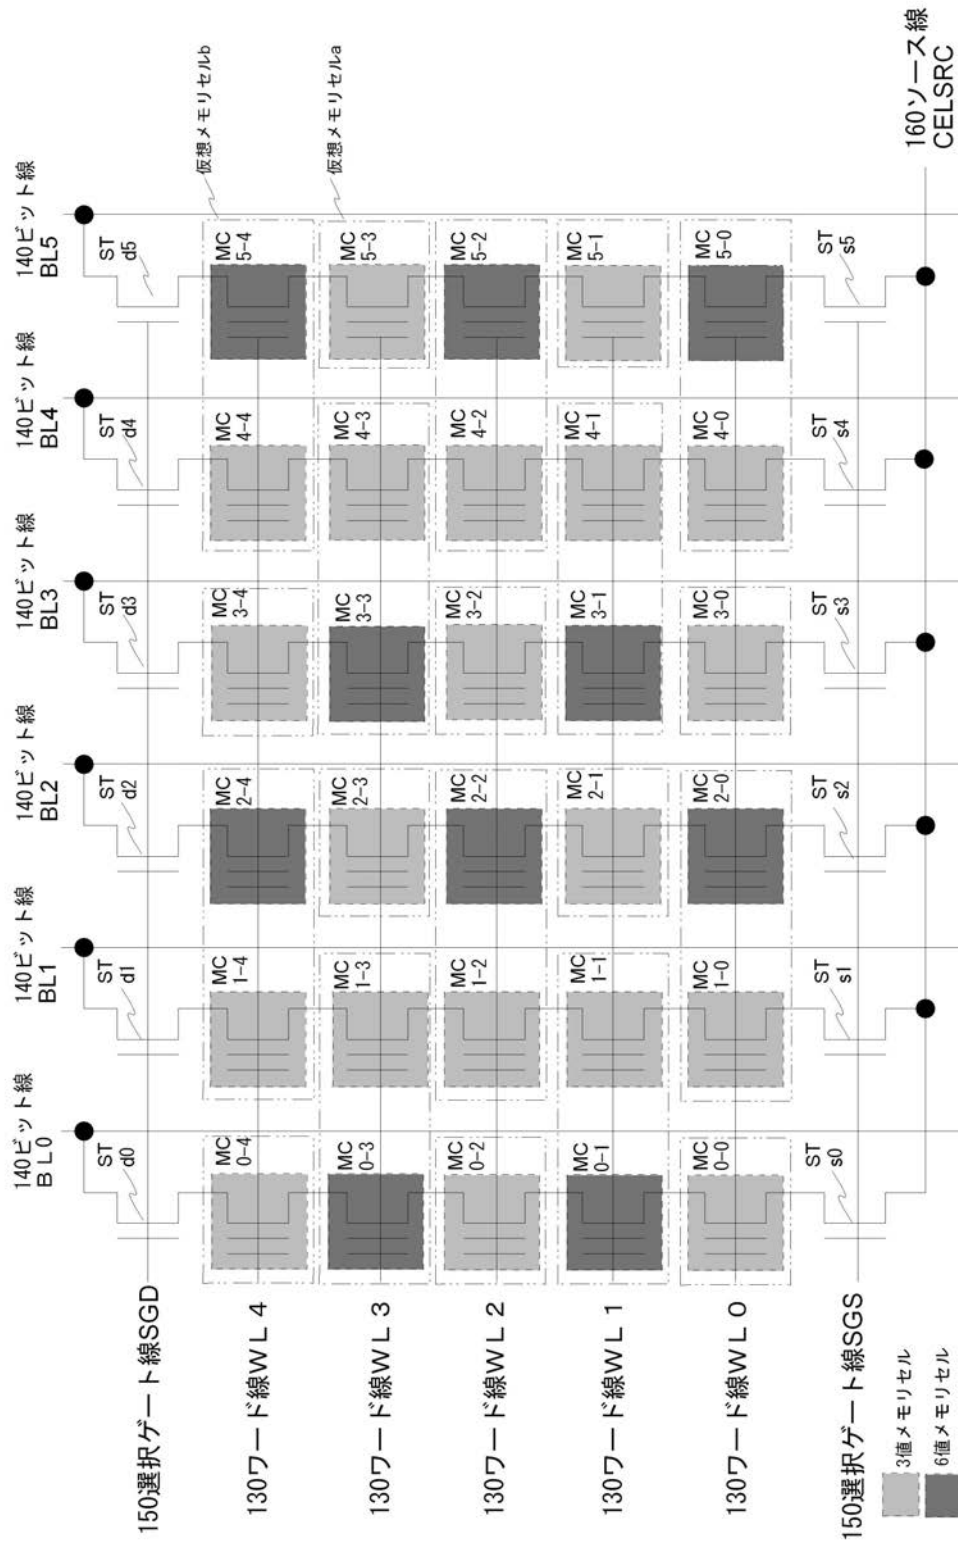 140ビット線
BL0
140ビット線
BL1
140ビット線
BL2
140ビット線
BL3
140ビット線
BL4
140ビット線
BL5
ST
d0
ST
d1
ST
d2
ST
d3
ST
d4
ST
d5
150選択ゲート線SGD
仮想メモリセルb
130ワード線WL4
MC
0-4
MC
1-4
MC
2-4
MC
3-4
MC
4-4
MC
5-4
仮想メモリセルa
130ワード線WL3
MC
0-3
MC
1-3
MC
2-3
MC
3-3
MC
4-3
MC
5-3
130ワード線WL2
MC
0-2
MC
1-2
MC
2-2
MC
3-2
MC
4-2
MC
5-2
130ワード線WL1
MC
0-1
MC
1-1
MC
2-1
MC
3-1
MC
4-1
MC
5-1
130ワード線WL0
MC
0-0
MC
1-0
MC
2-0
MC
3-0
MC
4-0
MC
5-0
150選択ゲート線SGS
ST
s0
ST
s1
ST
s2
ST
s3
ST
s4
ST
s5
160ソース線
CELSRC
3値メモリセル
6値メモリセル